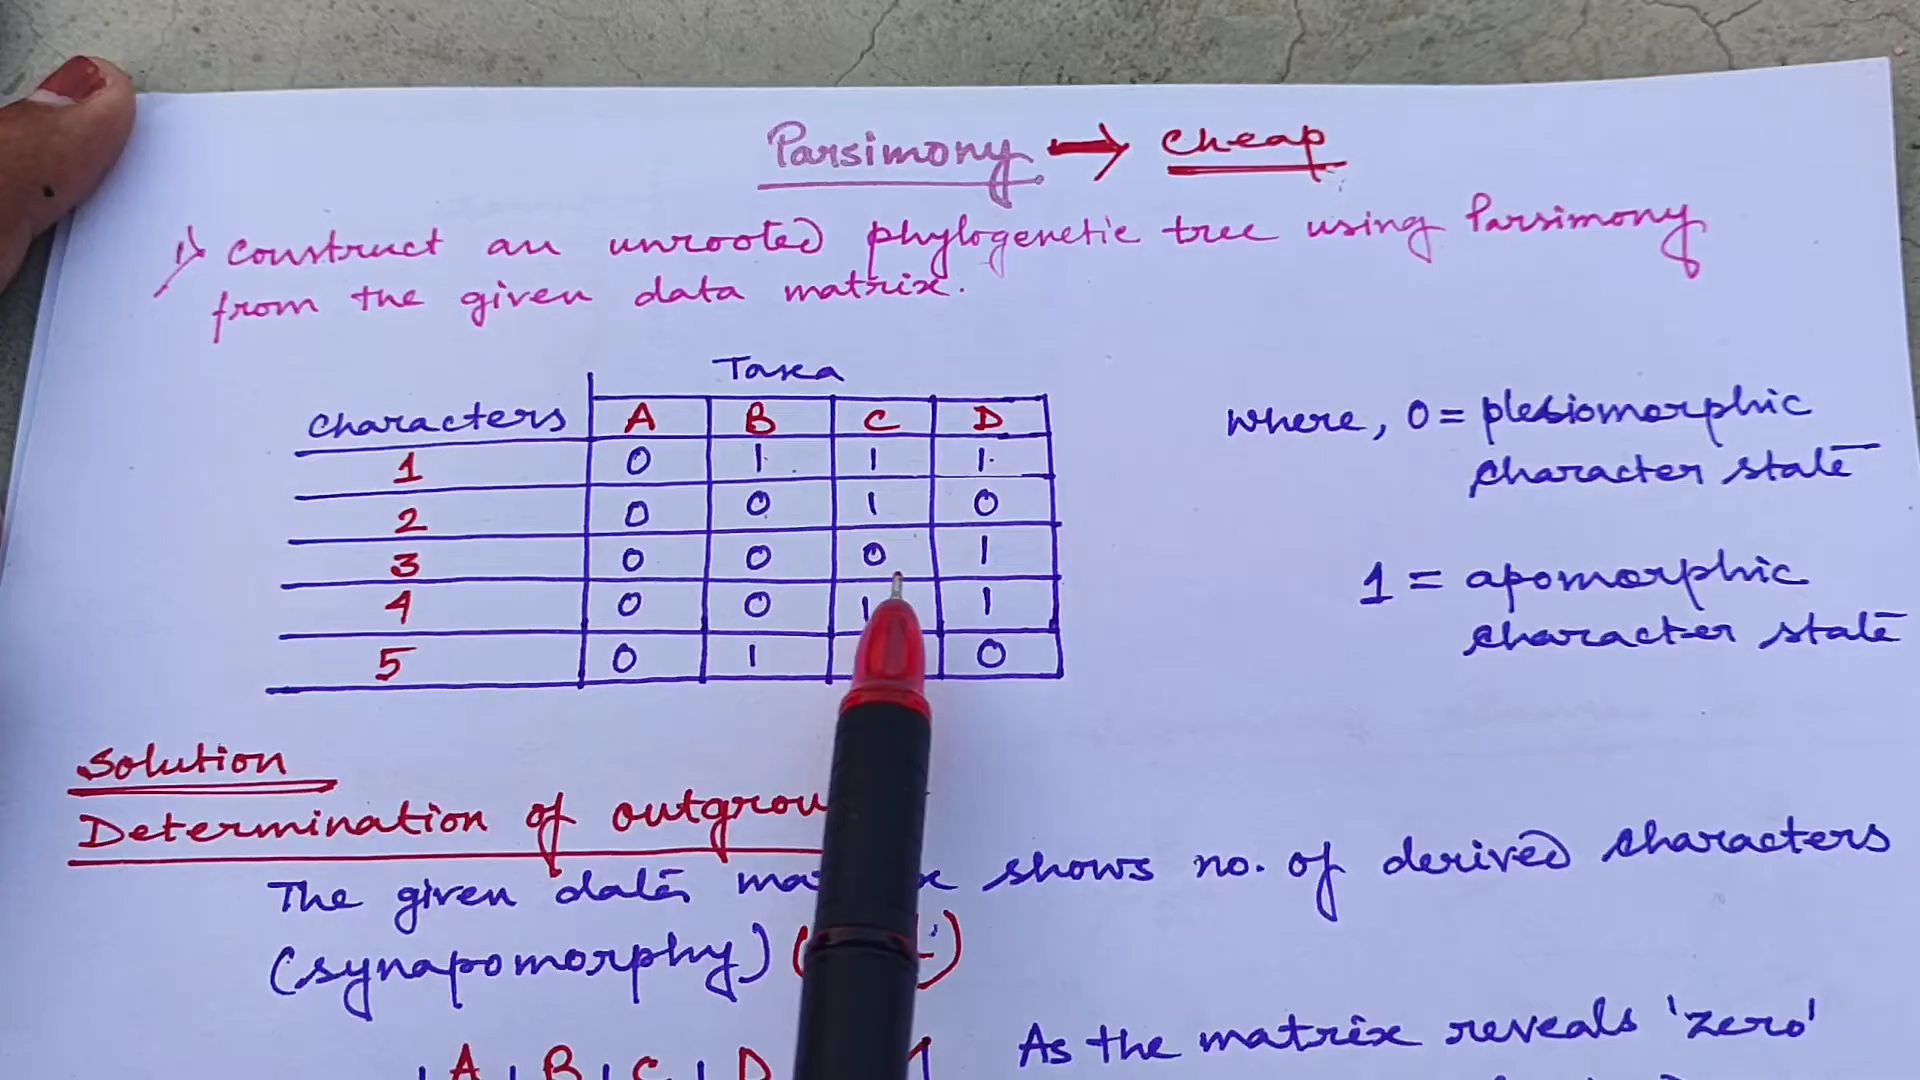 Parsimony → cheap
1) construct an unrooted phylogenetic tree using Parsimony
from the given data matrix.
Taxa
characters A B C D
1 0 1 1 1
2 0 0 1 0
3 0 0 0 1
4 0 0 1 1
5 0 1 0
where, 0 = plesiomorphic
character state
1 = apomorphic
character state
Solution
Determination of
The given data shows no. of derived characters
(synapomorphy)
A B C D
As the matrix reveals 'zero'